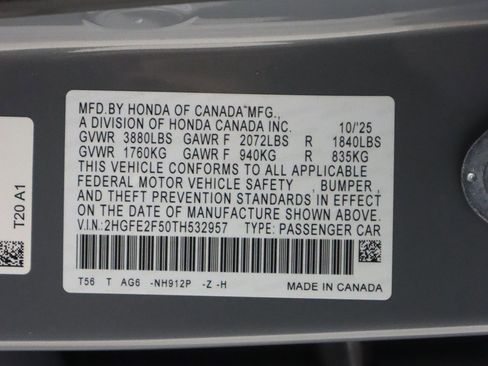 MFD.BY HONDA OF CANADA MFG.,
A DIVISION OF HONDA CANADA INC. 10/'25
GVWR 3880LBS GAWR F 2072LBS R 1840LBS
GVWR 1760KG GAWR F 940KG R 835KG
THIS VEHICLE CONFORMS TO ALL APPLICABLE
FEDERAL MOTOR VEHICLE SAFETY , BUMPER ,
AND THEFT PREVENTION STANDARDS IN EFFECT
ON THE DATE OF MANUFACTURE SHOWN ABOVE.
V.I.N.:2HGFE2F50TH532957 TYPE: PASSENGER CAR
T56 T AG6 -NH912P -Z -H MADE IN CANADA
T20 A1